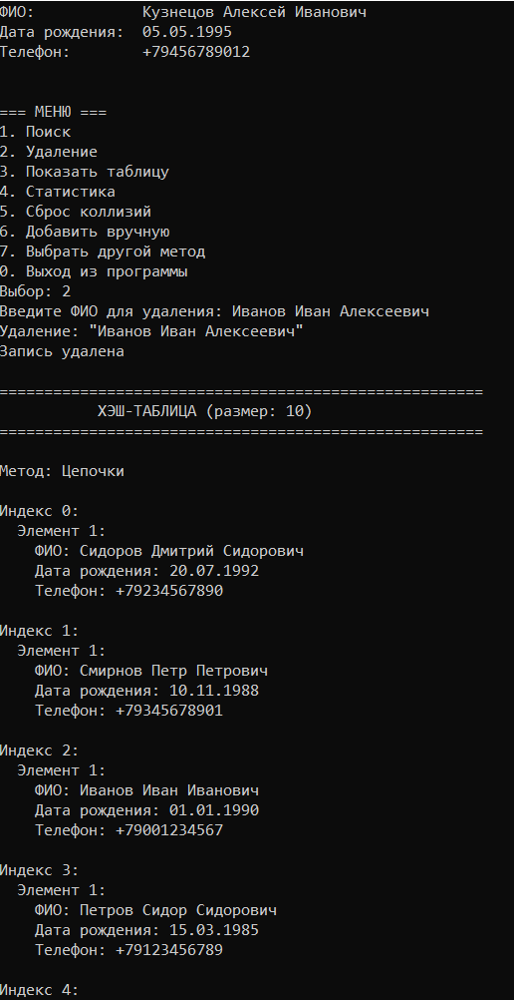 ФИО: Кузнецов Алексей Иванович
Дата рождения: 05.05.1995
Телефон: +79456789012
=== МЕНЮ ===
1. Поиск
2. Удаление
3. Показать таблицу
4. Статистика
5. Сброс коллизий
6. Добавить вручную
7. Выбрать другой метод
0. Выход из программы
Выбор: 2
Введите ФИО для удаления: Иванов Иван Алексеевич
Удаление: "Иванов Иван Алексеевич"
Запись удалена
======================================================
ХЭШ-ТАБЛИЦА (размер: 10)
======================================================
Метод: Цепочки
Индекс 0:
Элемент 1:
ФИО: Сидоров Дмитрий Сидорович
Дата рождения: 20.07.1992
Телефон: +79234567890
Индекс 1:
Элемент 1:
ФИО: Смирнов Петр Петрович
Дата рождения: 10.11.1988
Телефон: +79345678901
Индекс 2:
Элемент 1:
ФИО: Иванов Иван Иванович
Дата рождения: 01.01.1990
Телефон: +79001234567
Индекс 3:
Элемент 1:
ФИО: Петров Сидор Сидорович
Дата рождения: 15.03.1985
Телефон: +79123456789
Индекс 4: